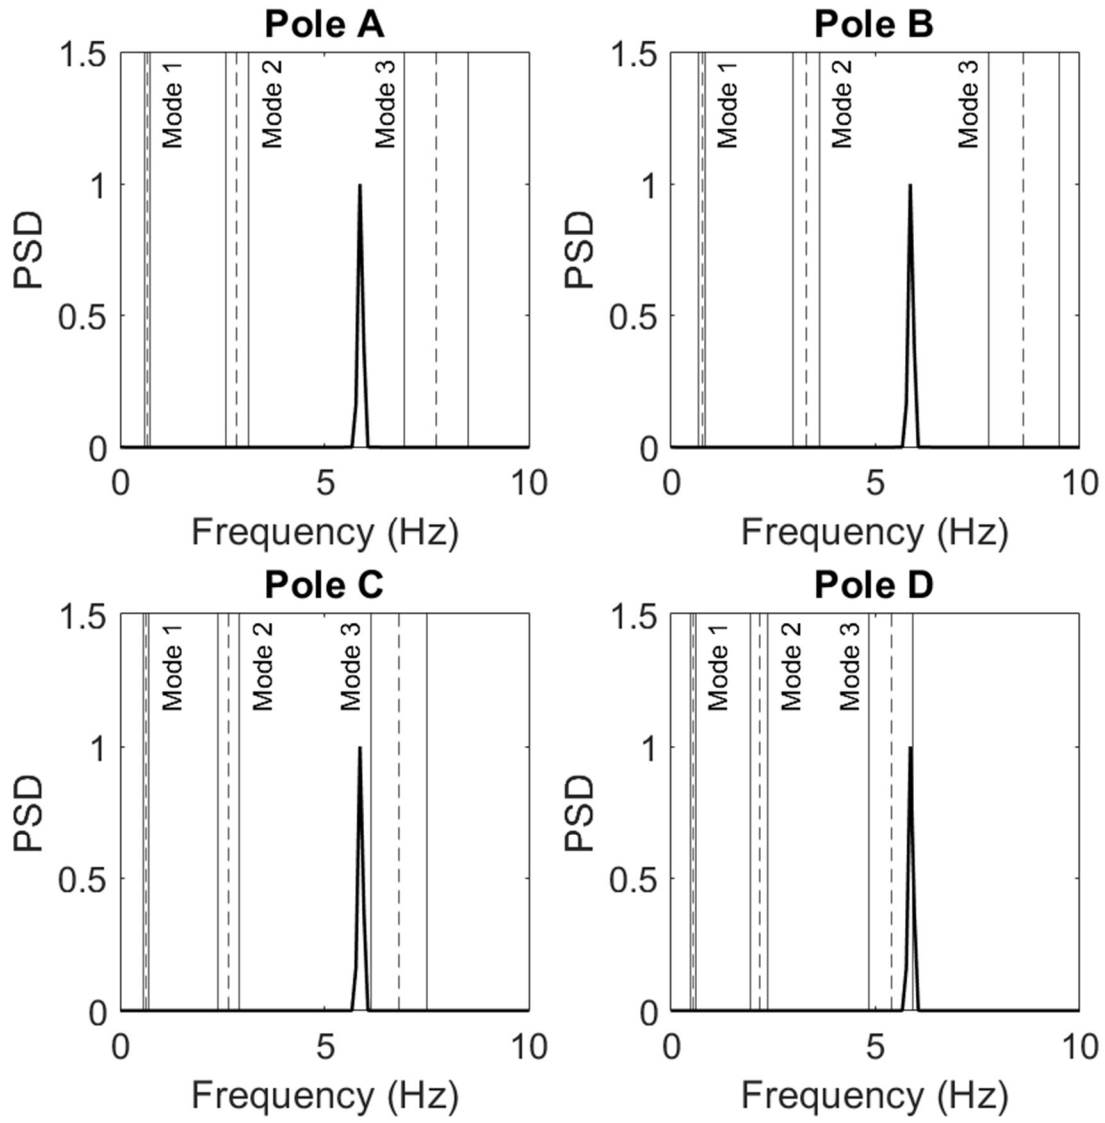 Pole A
1.5
1
0.5
0
PSD
Mode 1
Mode 2
Mode 3
0 5 10
Frequency (Hz)
Pole B
1.5
1
0.5
0
PSD
Mode 1
Mode 2
Mode 3
0 5 10
Frequency (Hz)
Pole C
1.5
1
0.5
0
PSD
Mode 1
Mode 2
Mode 3
0 5 10
Frequency (Hz)
Pole D
1.5
1
0.5
0
PSD
Mode 1
Mode 2
Mode 3
0 5 10
Frequency (Hz)